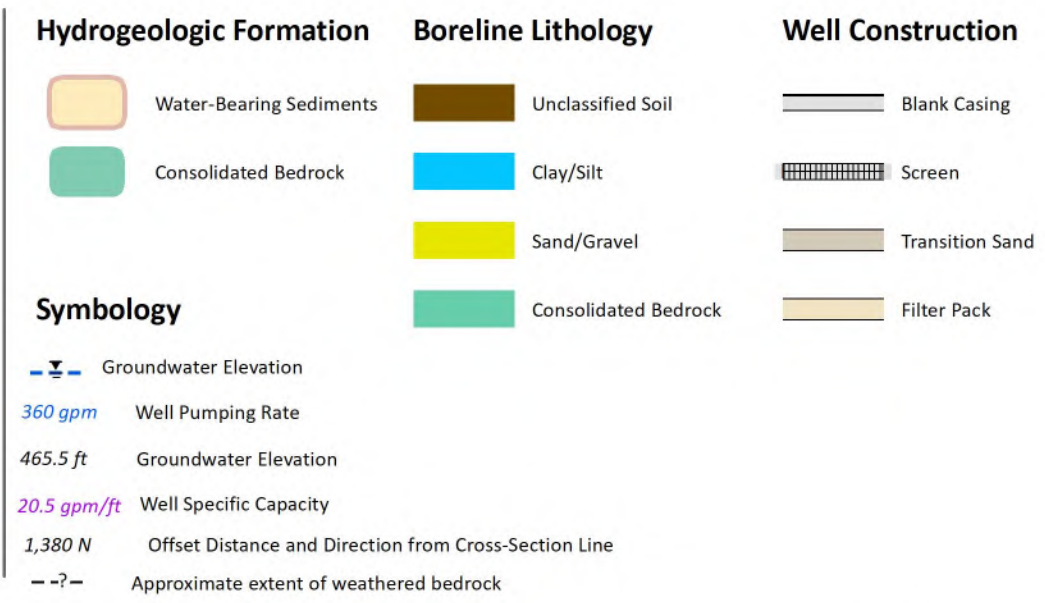 Hydrogeologic Formation
Water-Bearing Sediments
Consolidated Bedrock
Boreline Lithology
Unclassified Soil
Clay/Silt
Sand/Gravel
Consolidated Bedrock
Well Construction
Blank Casing
Screen
Transition Sand
Filter Pack
Symbology
Groundwater Elevation
360 gpm Well Pumping Rate
465.5 ft Groundwater Elevation
20.5 gpm/ft Well Specific Capacity
1,380 N Offset Distance and Direction from Cross-Section Line
– –?– Approximate extent of weathered bedrock